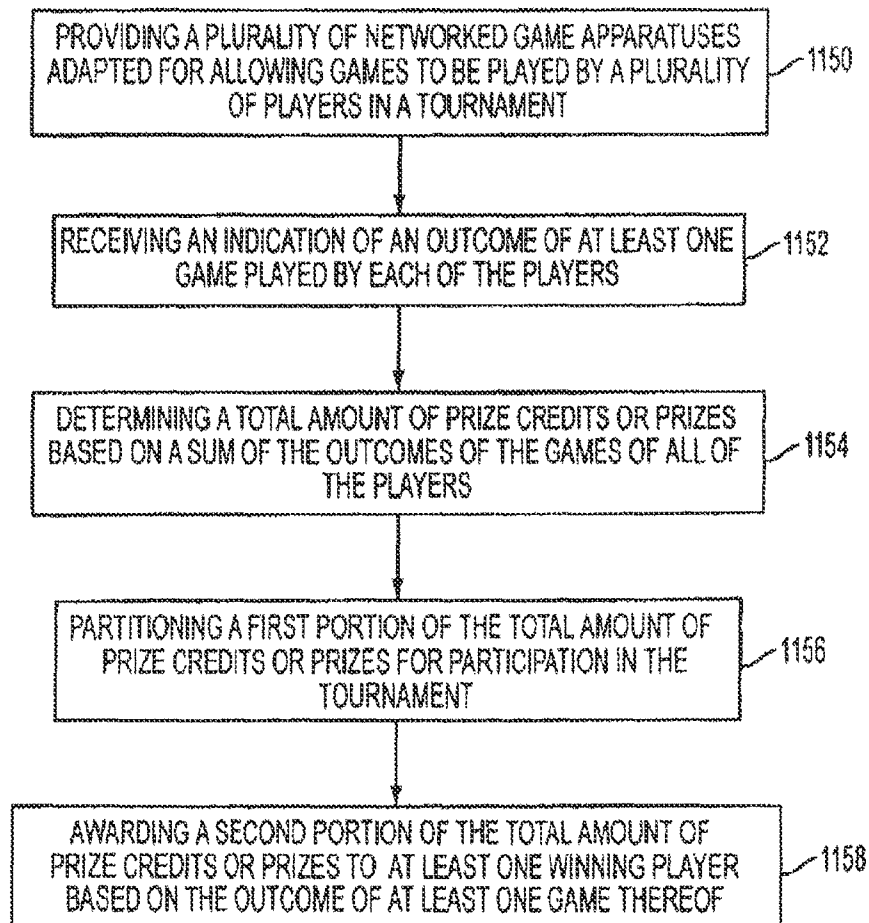 PROVIDING A PLURALITY OF NETWORKED GAME APPARATUSES
ADAPTED FOR ALLOWING GAMES TO BE PLAYED BY A PLURALITY
OF PLAYERS IN A TOURNAMENT
1150
RECEIVING AN INDICATION OF AN OUTCOME OF AT LEAST ONE
GAME PLAYED BY EACH OF THE PLAYERS
1152
DETERMINING A TOTAL AMOUNT OF PRIZE CREDITS OR PRIZES
BASED ON A SUM OF THE OUTCOMES OF THE GAMES OF ALL OF
THE PLAYERS
1154
PARTITIONING A FIRST PORTION OF THE TOTAL AMOUNT OF
PRIZE CREDITS OR PRIZES FOR PARTICIPATION IN THE
TOURNAMENT
1156
AWARDING A SECOND PORTION OF THE TOTAL AMOUNT OF
PRIZE CREDITS OR PRIZES TO AT LEAST ONE WINNING PLAYER
BASED ON THE OUTCOME OF AT LEAST ONE GAME THEREOF
1158